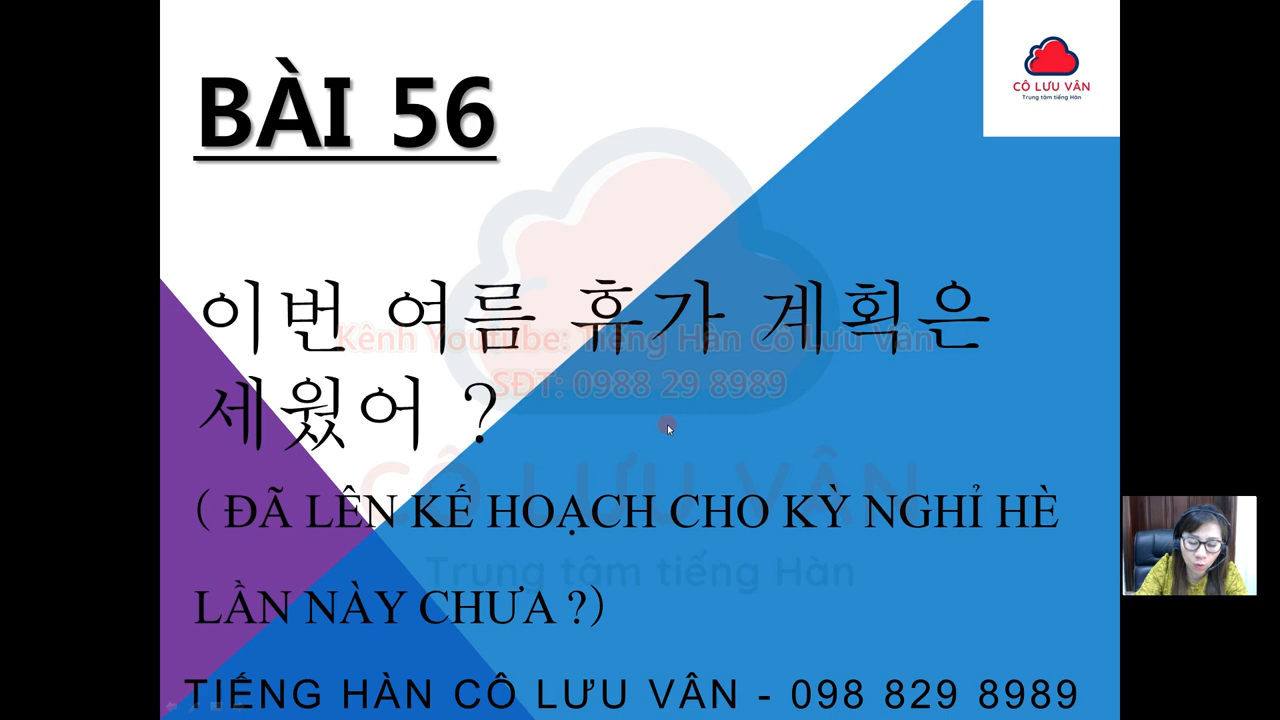 BÀI 56
CÔ LƯU VÂN
Trung tâm tiếng Hàn
이번 여름 휴가 계획은
Kênh Youtube: Tiếng Hàn Cô Lưu Vân
SĐT: 0988 29 8989
세웠어 ?
CÔ LƯU VÂN
( ĐÃ LÊN KẾ HOẠCH CHO KỲ NGHỈ HÈ
Trung tâm tiếng Hàn
LẦN NÀY CHƯA ?)
TIẾNG HÀN CÔ LƯU VÂN - 098 829 8989